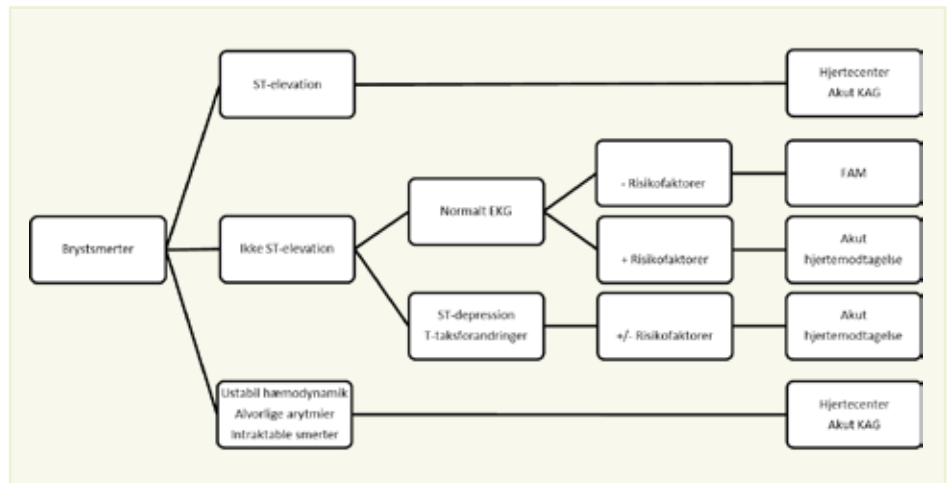 ST-elevation
Hjertecenter
Akut KAG
Normalt EKG
- Risikofaktorer
FAM
Brystsmerter
Ikke ST-elevation
+ Risikofaktorer
Akut
hjertemodtagelse
ST-depression
T-taksforandringer
+/- Risikofaktorer
Akut
hjertemodtagelse
Ustabil hæmodynamik
Alvorlige arytmier
Intraktable smerter
Hjertecenter
Akut KAG